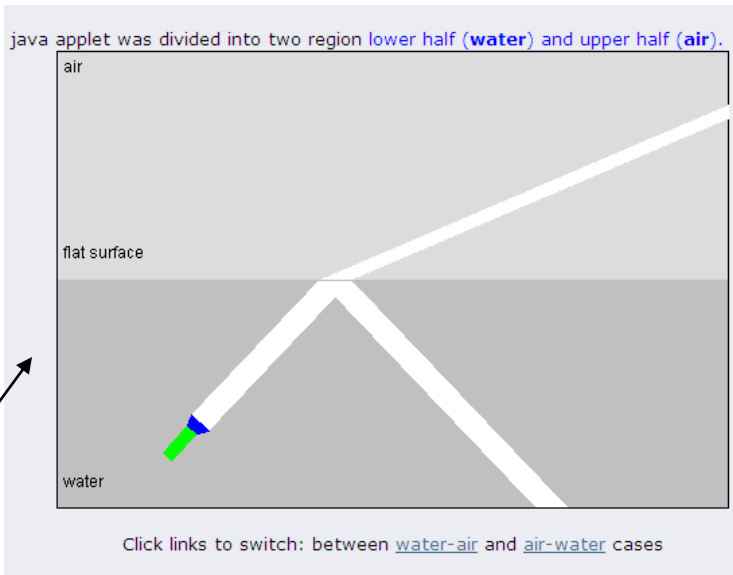 java applet was divided into two region lower half (water) and upper half (air).
air
flat surface
water
Click links to switch: between water-air and air-water cases